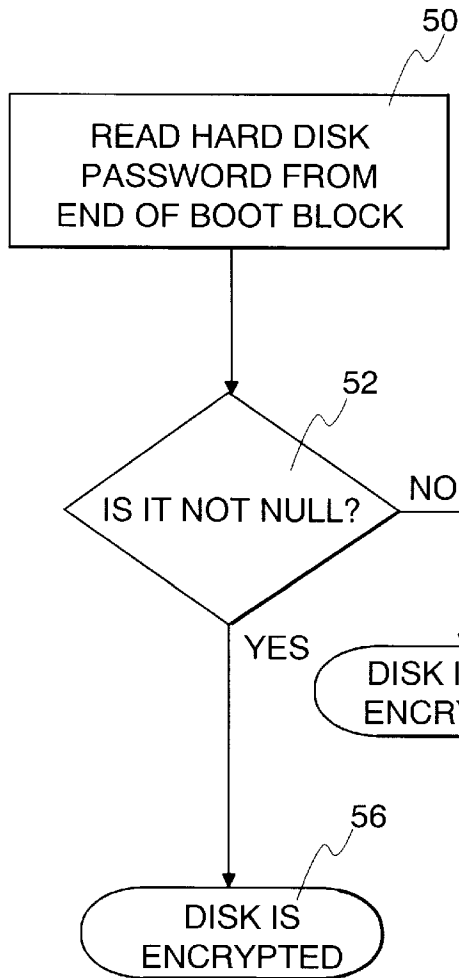 50
READ HARD DISK
PASSWORD FROM
END OF BOOT BLOCK
52
IS IT NOT NULL?
NO
YES
DISK
56
DISK IS
ENCRYPTED